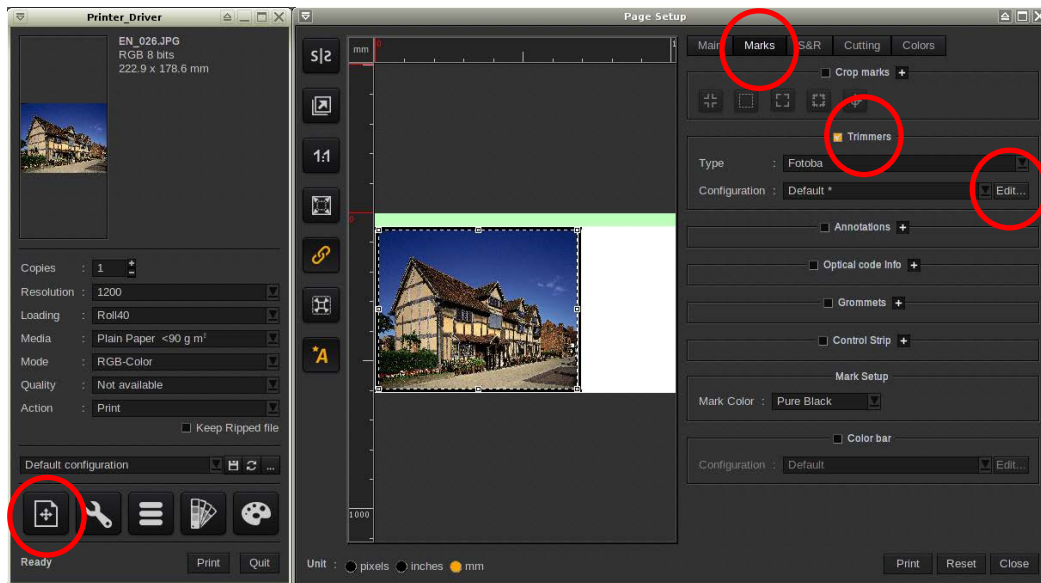 Printer_Driver
EN_026.JPG
RGB 8 bits
222.9 x 178.6 mm
Copies : 1
Resolution : 1200
Loading : Roll40
Media : Plain Paper <90 g m²
Mode : RGB-Color
Quality : Not available
Action : Print
Keep Ripped file
Default configuration ...
Ready Print Quit
Page Setup
S|S
1:1
*A
mm 0 1
0
1000
Unit : pixels inches mm
Main Marks S&R Cutting Colors
Crop marks +
Trimmers
Type : Fotoba
Configuration : Default * Edit...
Annotations +
Optical code Info +
Grommets +
Control Strip +
Mark Setup
Mark Color : Pure Black
Color bar
Configuration : Default Edit...
Print Reset Close